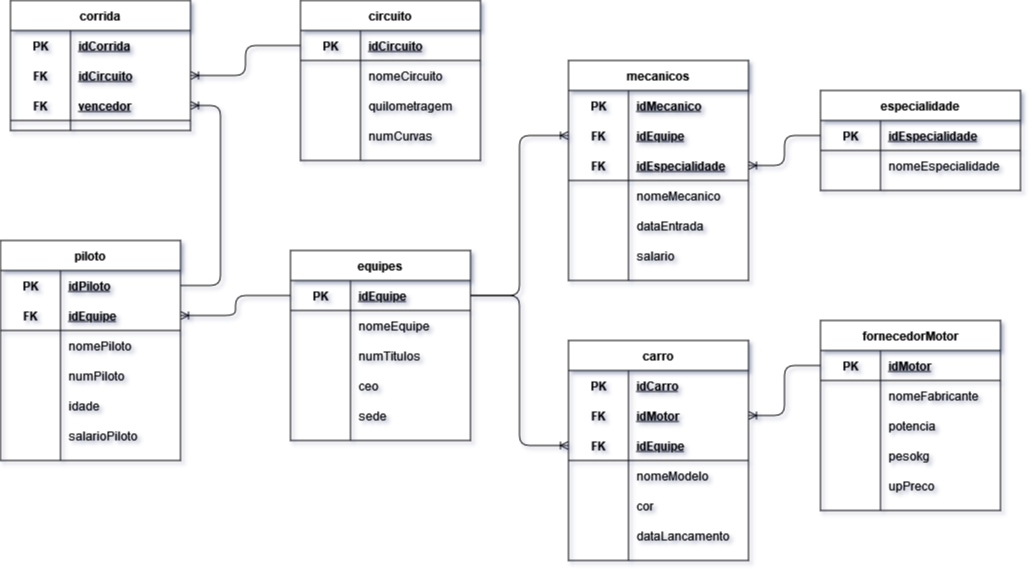 corrida
PK idCorrida
FK idCircuito
FK vencedor
circuito
PK idCircuito
nomeCircuito
quilometragem
numCurvas
mecanicos
PK idMecanico
FK idEquipe
FK idEspecialidade
nomeMecanico
dataEntrada
salario
especialidade
PK idEspecialidade
nomeEspecialidade
piloto
PK idPiloto
FK idEquipe
nomePiloto
numPiloto
idade
salarioPiloto
equipes
PK idEquipe
nomeEquipe
numTitulos
ceo
sede
carro
PK idCarro
FK idMotor
FK idEquipe
nomeModelo
cor
dataLancamento
fornecedorMotor
PK idMotor
nomeFabricante
potencia
pesokg
upPreco